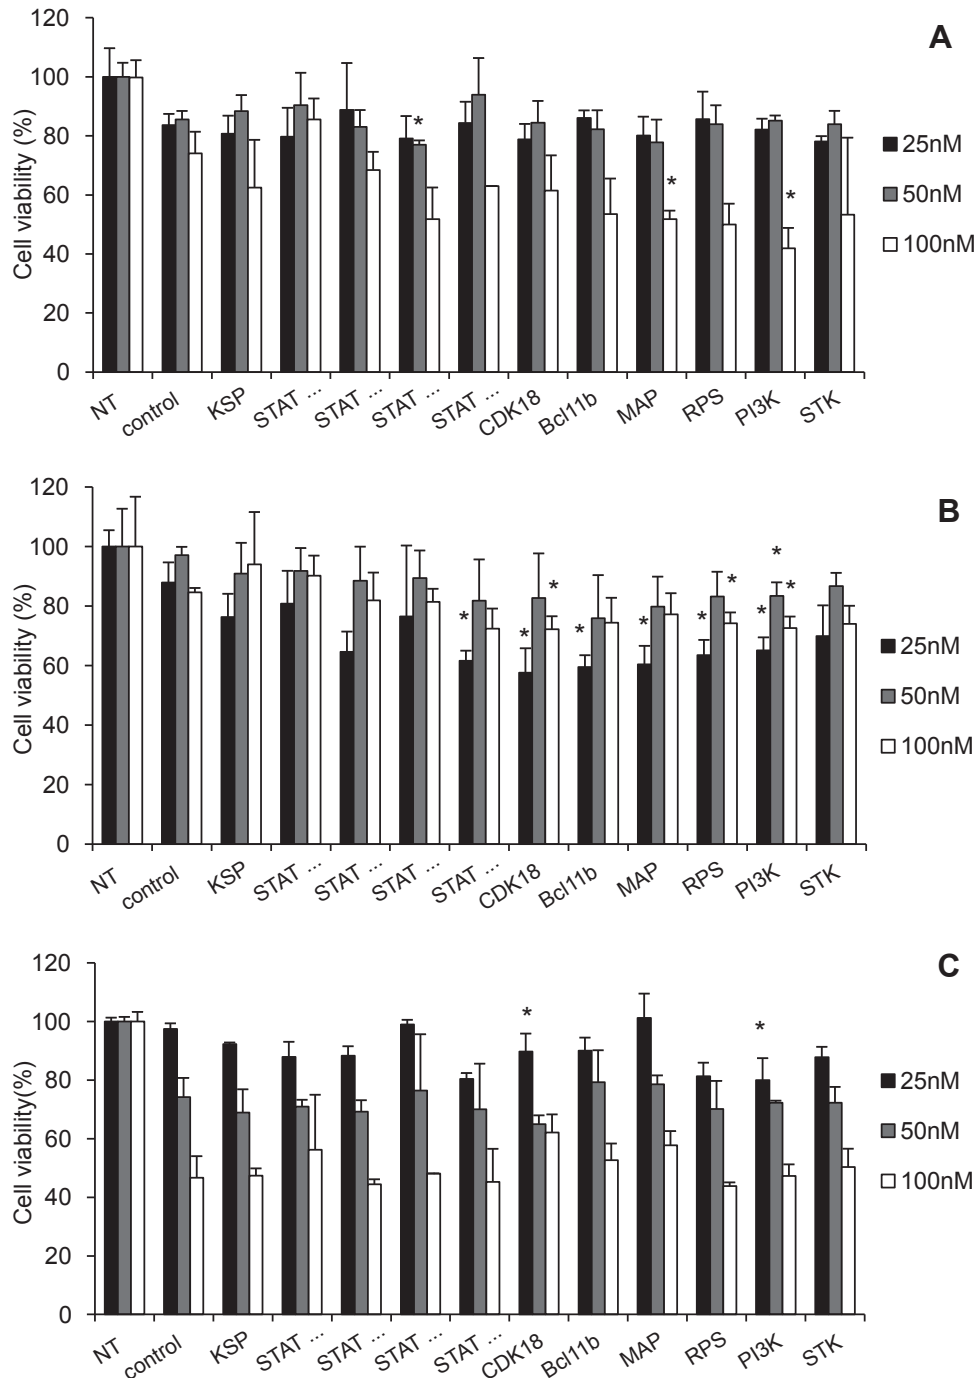 A
Cell viability (%)
120
100
80
60
40
20
0
*
*
*
25nM
50nM
100nM
NT control KSP STAT ... STAT ... STAT ... STAT ... CDK18 Bcl11b MAP RPS PI3K STK
B
Cell viability (%)
120
100
80
60
40
20
0
* * * * * * * * * *
25nM
50nM
100nM
NT control KSP STAT ... STAT ... STAT ... STAT ... CDK18 Bcl11b MAP RPS PI3K STK
C
Cell viability(%)
120
100
80
60
40
20
0
* *
25nM
50nM
100nM
NT control KSP STAT ... STAT ... STAT ... STAT ... CDK18 Bcl11b MAP RPS PI3K STK